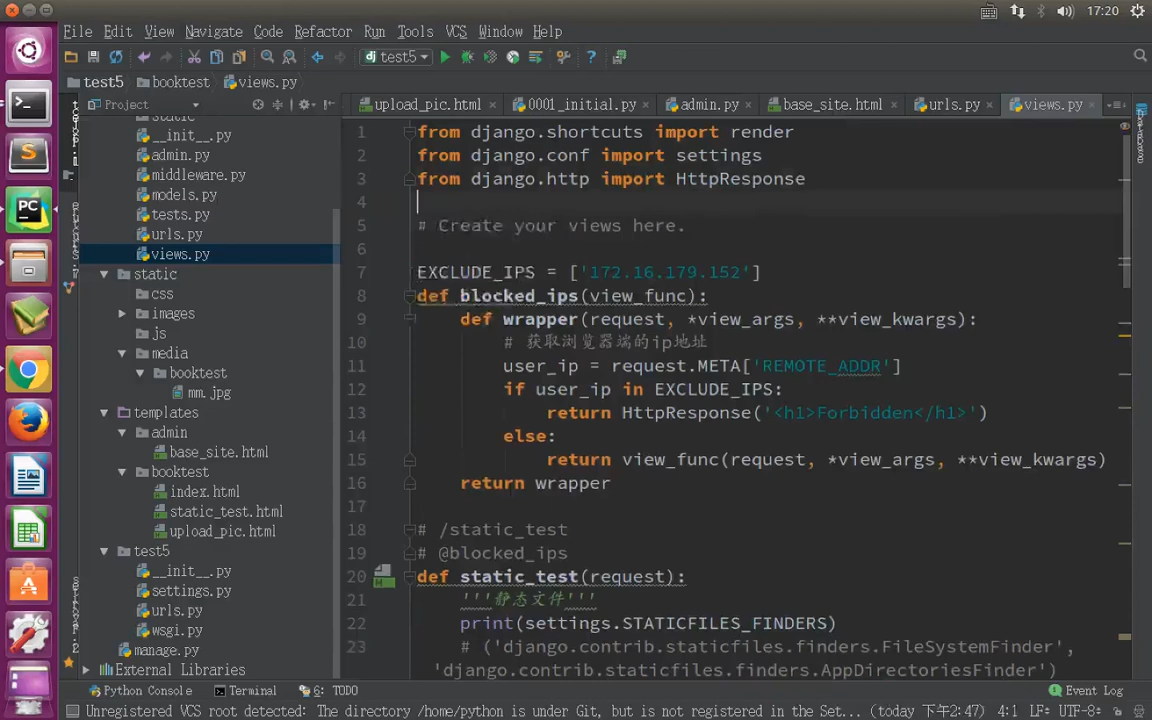 17:20
File Edit View Navigate Code Refactor Run Tools VCS Window Help
test5
test5 booktest views.py
Project
upload_pic.html 0001_initial.py admin.py base_site.html urls.py views.py
static
__init__.py
admin.py
middleware.py
models.py
tests.py
urls.py
views.py
static
css
images
js
media
booktest
mm.jpg
templates
admin
base_site.html
booktest
index.html
static_test.html
upload_pic.html
test5
__init__.py
settings.py
urls.py
wsgi.py
manage.py
External Libraries
1 from django.shortcuts import render
2 from django.conf import settings
3 from django.http import HttpResponse
4
5 # Create your views here.
6
7 EXCLUDE_IPS = ['172.16.179.152']
8 def blocked_ips(view_func):
9 def wrapper(request, *view_args, **view_kwargs):
10 # 获取浏览器端的ip地址
11 user_ip = request.META['REMOTE_ADDR']
12 if user_ip in EXCLUDE_IPS:
13 return HttpResponse('<h1>Forbidden</h1>')
14 else:
15 return view_func(request, *view_args, **view_kwargs)
16 return wrapper
17
18 # /static_test
19 # @blocked_ips
20 def static_test(request):
21 '''静态文件'''
22 print(settings.STATICFILES_FINDERS)
23 # ('django.contrib.staticfiles.finders.FileSystemFinder',
'django.contrib.staticfiles.finders.AppDirectoriesFinder')
Python Console Terminal 6: TODO Event Log
Unregistered VCS root detected: The directory /home/python is under Git, but is not registered in the Set... (today 下午2:47) 4:1 LF÷ UTF-8÷